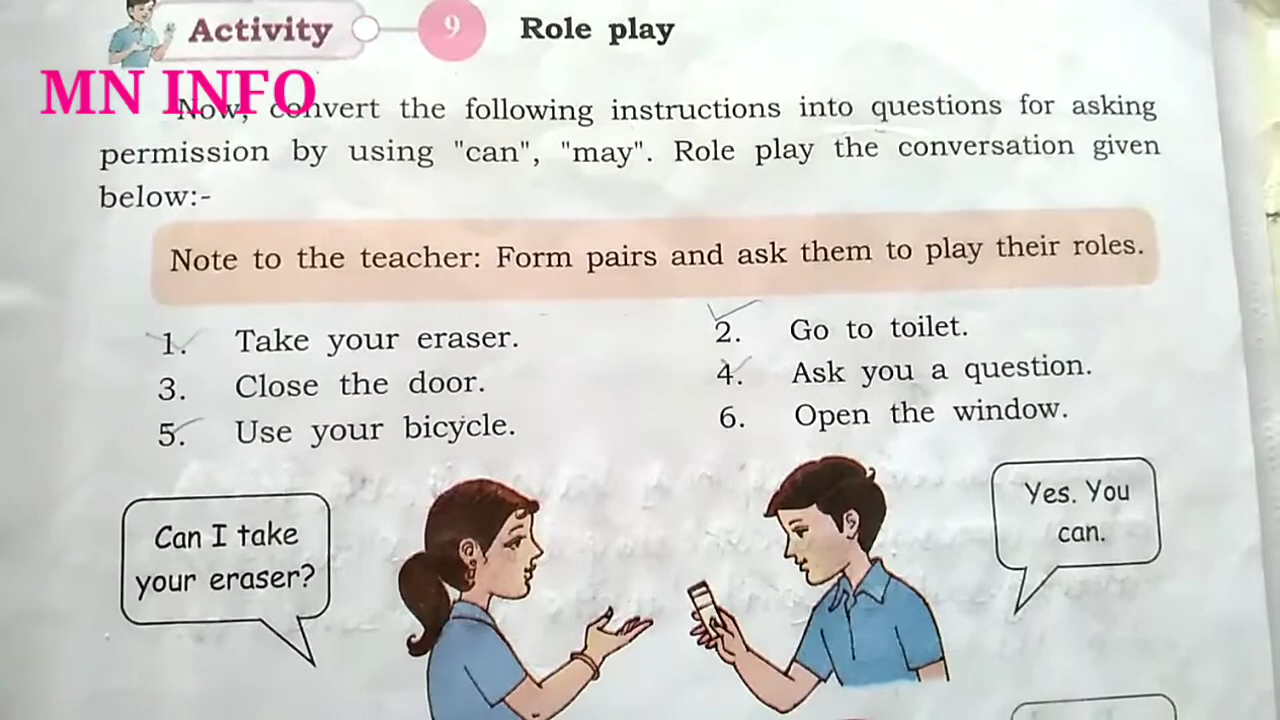 Activity 9 Role play
MN INFO
Now, convert the following instructions into questions for asking
permission by using "can", "may". Role play the conversation given
below:-
Note to the teacher: Form pairs and ask them to play their roles.
1. Take your eraser. 2. Go to toilet.
3. Close the door. 4. Ask you a question.
5. Use your bicycle. 6. Open the window.
Can I take
your eraser?
Yes. You
can.